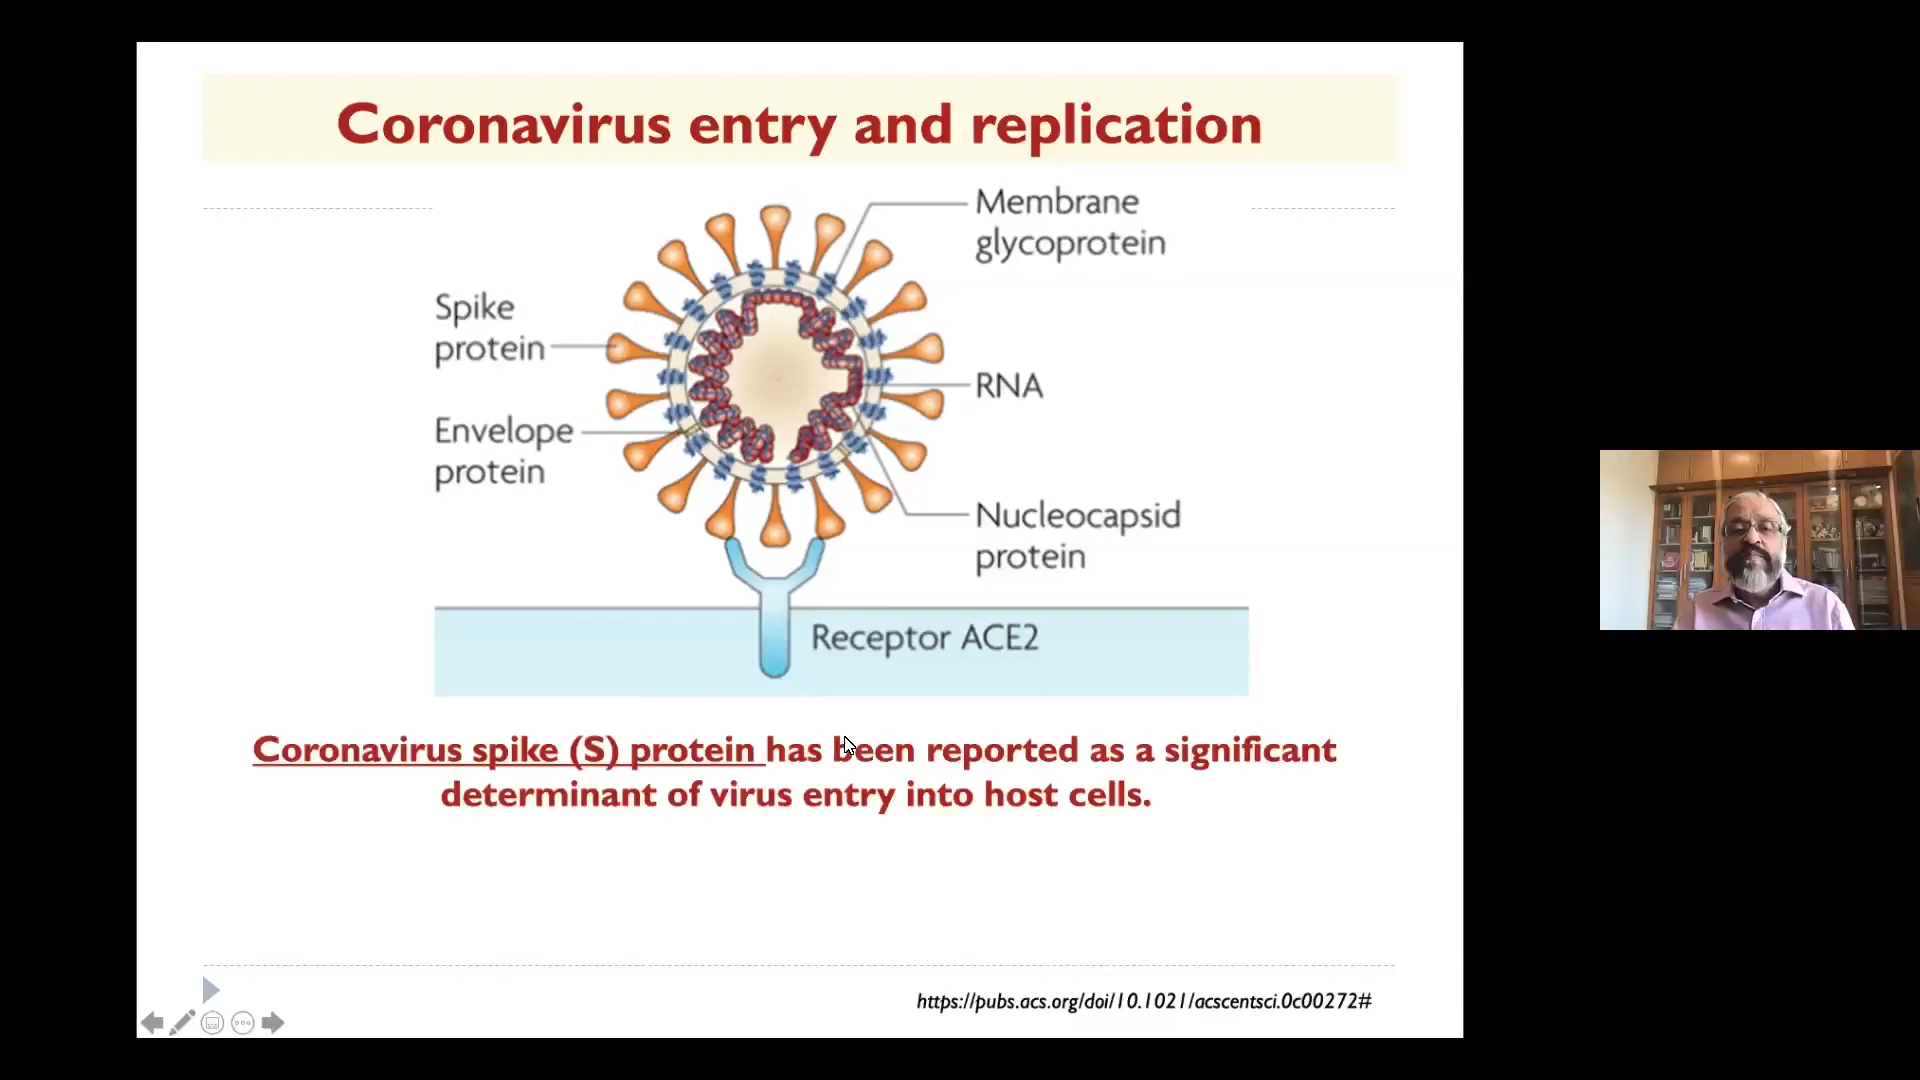 Coronavirus entry and replication
Membrane
glycoprotein
Spike
protein
RNA
Envelope
protein
Nucleocapsid
protein
Receptor ACE2
Coronavirus spike (S) protein has been reported as a significant
determinant of virus entry into host cells.
https://pubs.acs.org/doi/10.1021/acscentsci.0c00272#